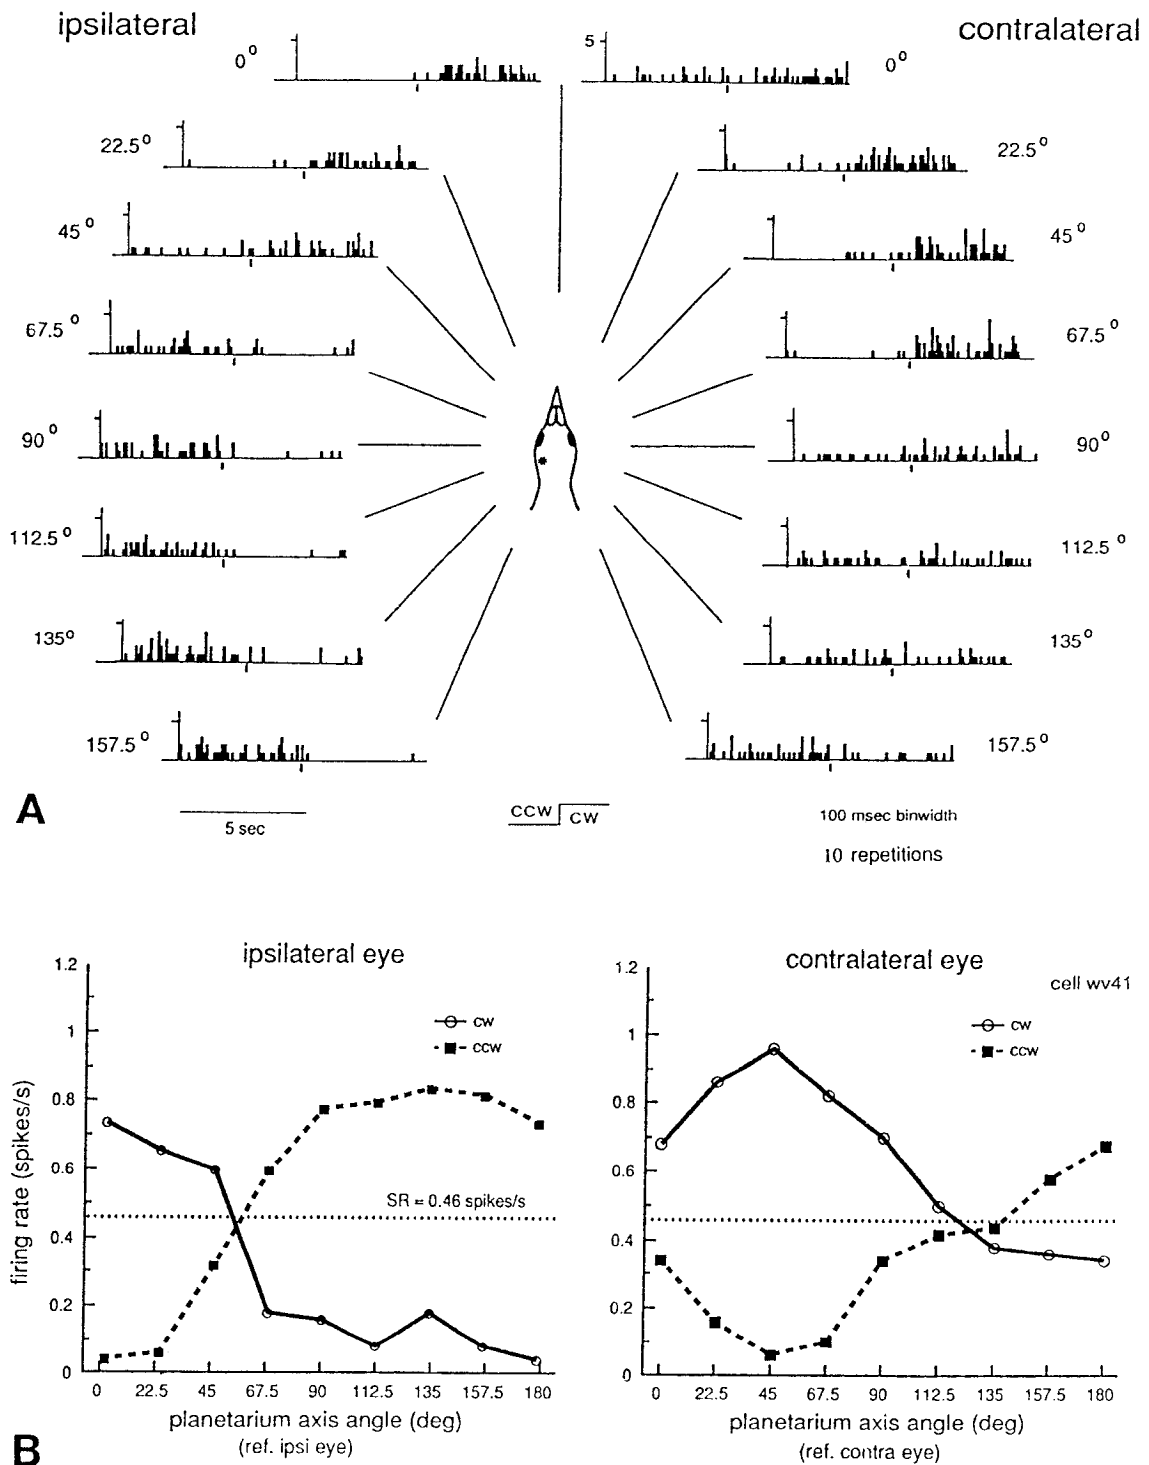 ipsilateral
contralateral
0°
5
0°
22.5°
22.5°
45°
45°
67.5°
67.5°
90°
90°
112.5°
112.5°
135°
135°
157.5°
157.5°
A
5 sec
CCW CW
100 msec binwidth
10 repetitions
ipsilateral eye
contralateral eye
cell wv41
1.2
1
0.8
0.6
0.4
0.2
0
CW
CCW
SR = 0.46 spikes/s
firing rate (spikes/s)
0 22.5 45 67.5 90 112.5 135 157.5 180
planetarium axis angle (deg)
(ref. ipsi eye)
1.2
1
0.8
0.6
0.4
0.2
0
CW
CCW
0 22.5 45 67.5 90 112.5 135 157.5 180
planetarium axis angle (deg)
(ref. contra eye)
B